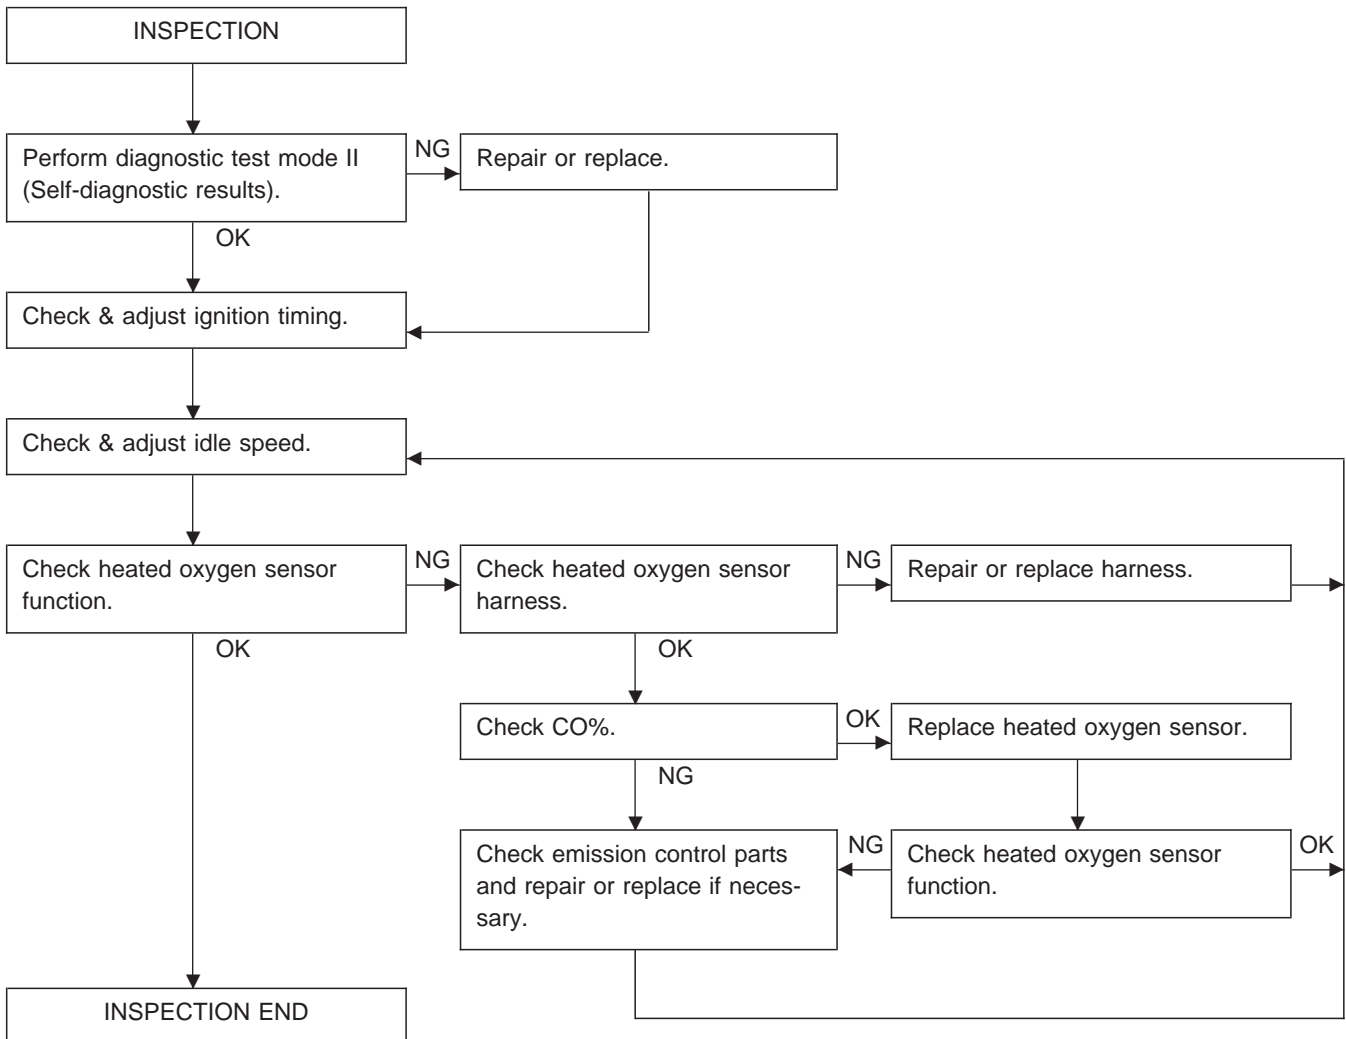 INSPECTION
Perform diagnostic test mode II
(Self-diagnostic results).
NG
Repair or replace.
OK
Check & adjust ignition timing.
Check & adjust idle speed.
Check heated oxygen sensor
function.
NG
Check heated oxygen sensor
harness.
NG
Repair or replace harness.
OK
OK
Check CO%.
OK
Replace heated oxygen sensor.
NG
Check emission control parts
and repair or replace if neces-
sary.
NG
Check heated oxygen sensor
function.
OK
INSPECTION END